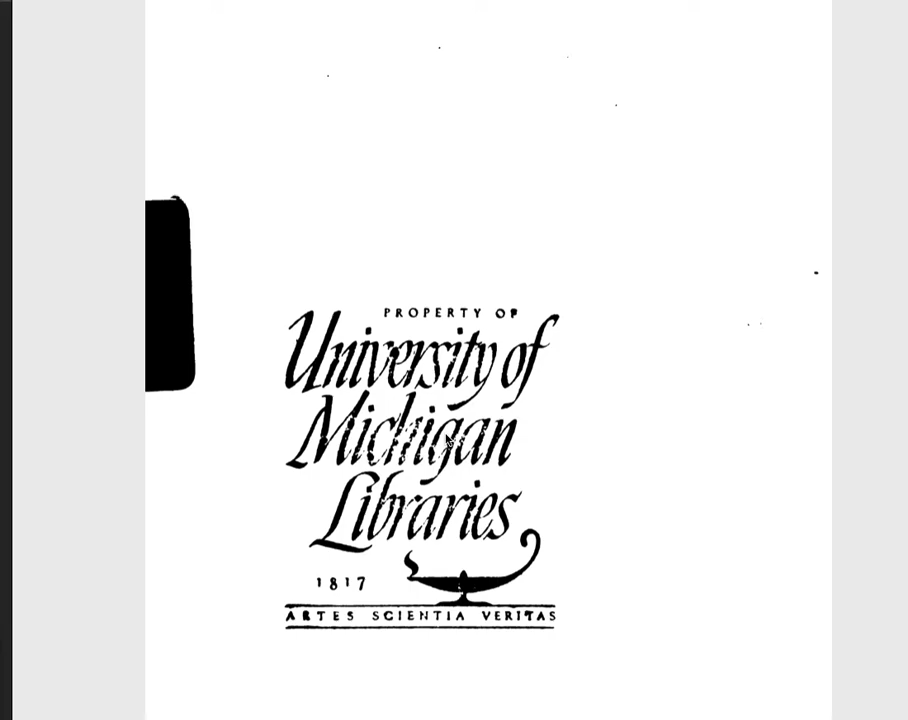 PROPERTY OF
University of
Michigan
Libraries
1817
ARTES SCIENTIA VERITAS